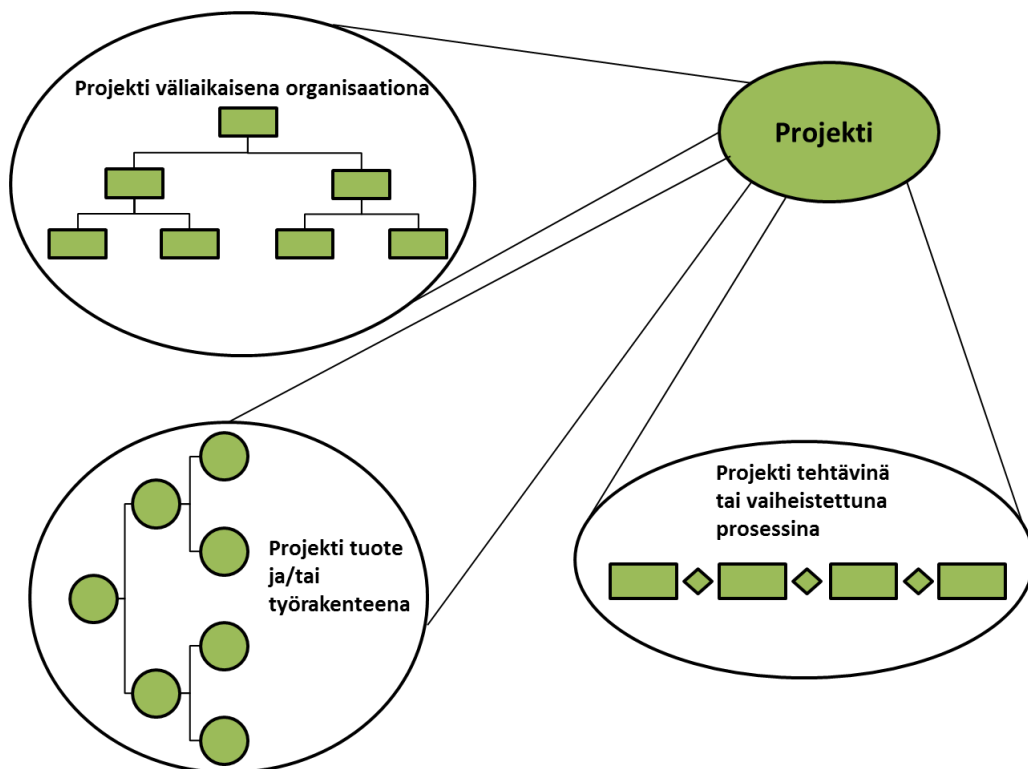 Projekti väliaikaisena organisaationa
Projekti
Projekti tuote
ja/tai
työrakenteena
Projekti tehtävinä
tai vaiheistettuna
prosessina